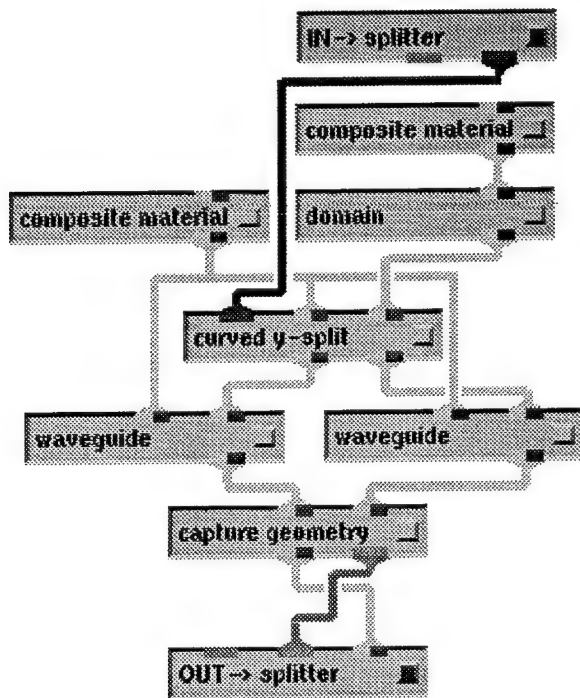 IN-> splitter
composite material
composite material
domain
curved y-split
waveguide
waveguide
capture geometry
OUT-> splitter